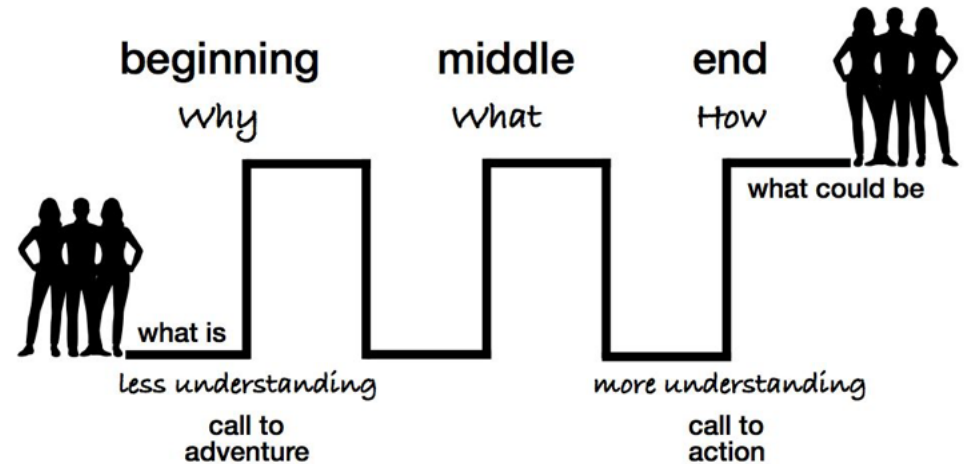 beginning middle end
Why What How
what could be
what is
less understanding more understanding
call to call to
adventure action